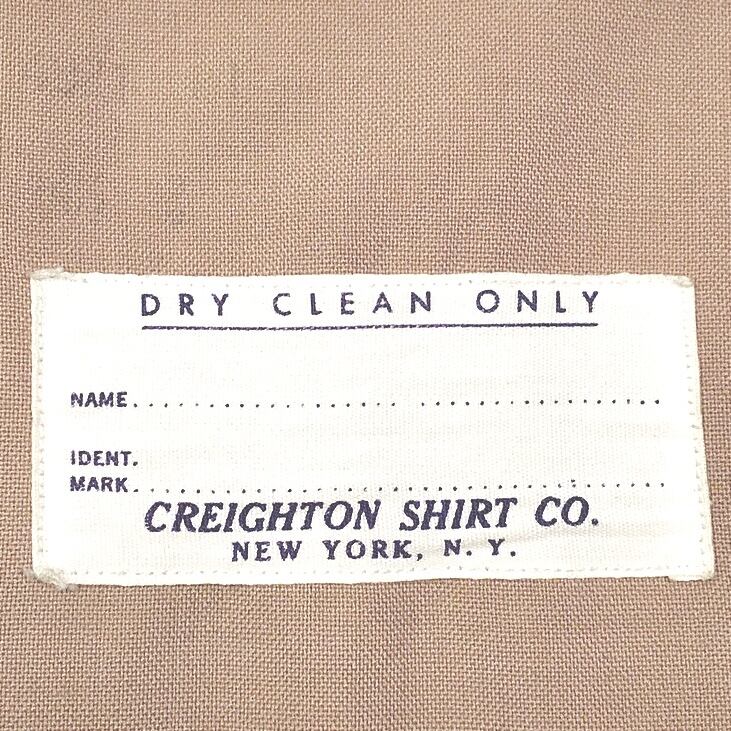 DRY CLEAN ONLY
NAME......................................
IDENT.
MARK......................................
CREIGHTON SHIRT CO.
NEW YORK, N. Y.